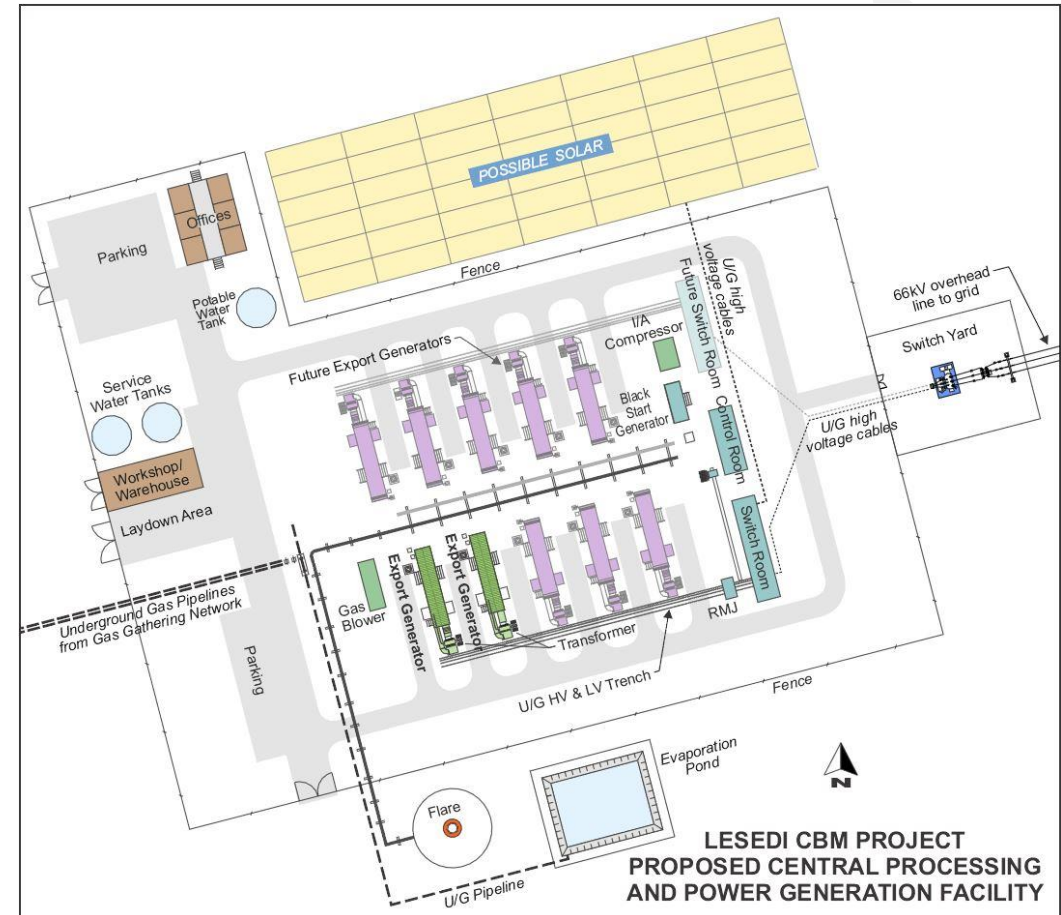 POSSIBLE SOLAR
Fence
Offices
Parking
Potable
Water
Tank
U/G high
voltage cables
Future Switch Room
66kV overhead
line to grid
Switch Yard
I/A
Compressor
Future Export Generators
Service
Water Tanks
Black
Start
Generator
Control Room
U/G high
voltage cables
Workshop/
Warehouse
Laydown Area
Switch Room
Export Generator
Export Generator
Gas
Blower
Underground Gas Pipelines
from Gas Gathering Network
Transformer
RMJ
Parking
U/G HV & LV Trench
Fence
Evaporation
Pond
N
Flare
U/G Pipeline
LESEDI CBM PROJECT
PROPOSED CENTRAL PROCESSING
AND POWER GENERATION FACILITY